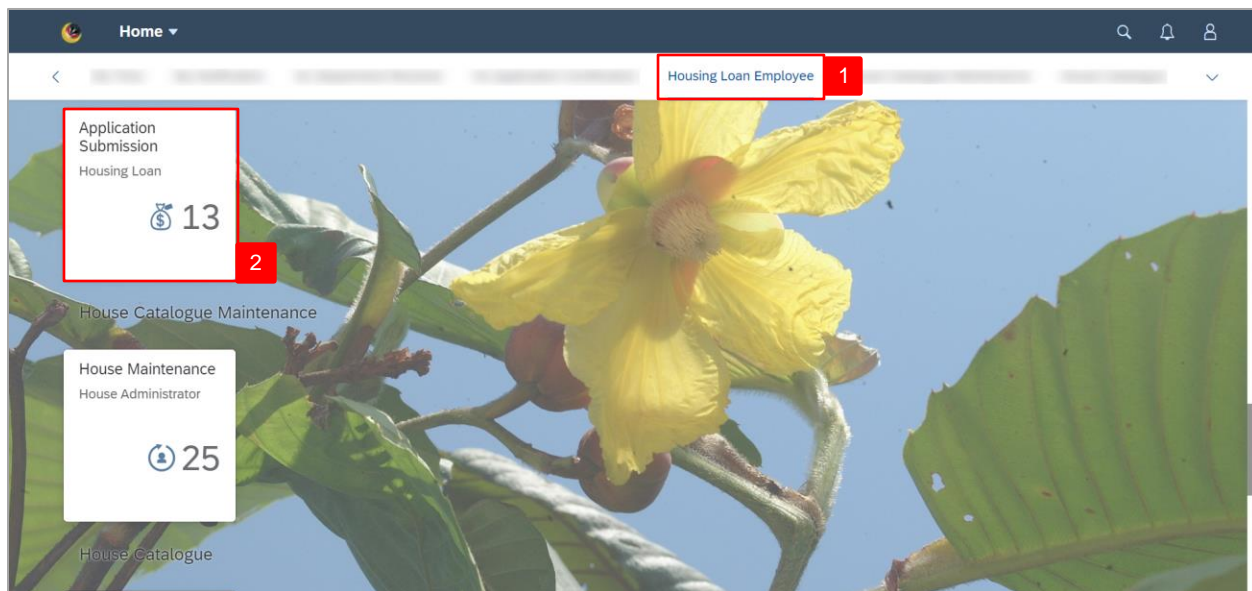 Home
Housing Loan Employee
1
Application
Submission
Housing Loan
13
2
House Catalogue Maintenance
House Maintenance
House Administrator
25
House Catalogue